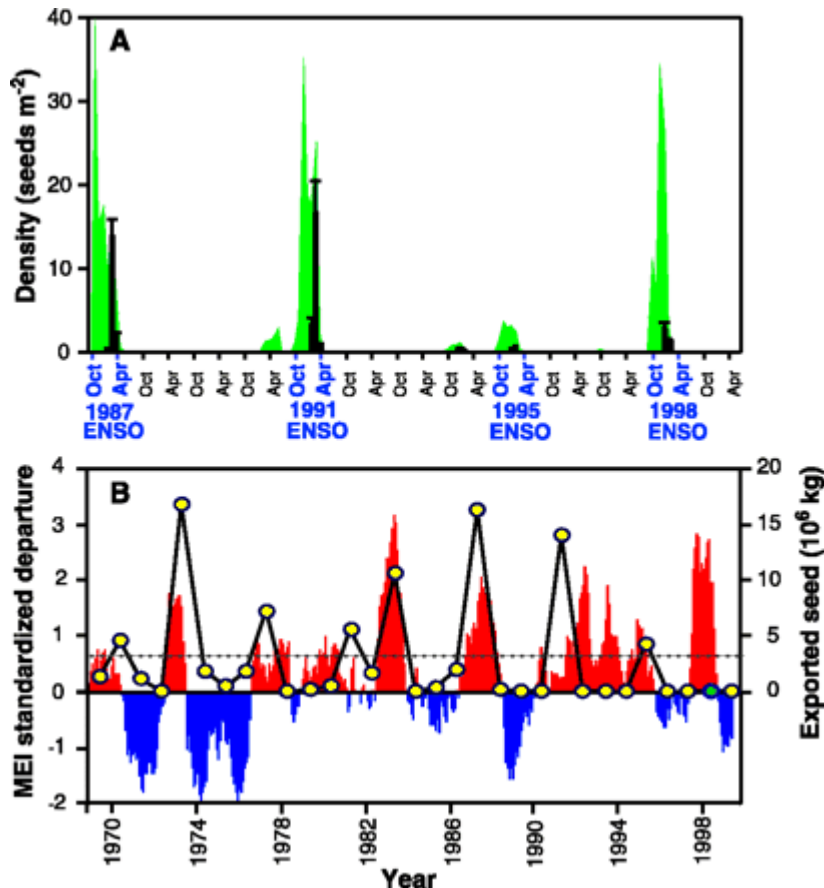 A
Density (seeds m-2)
40
30
20
10
0
Oct Apr Oct Apr Oct Apr Oct Apr Oct Apr Oct Apr Oct Apr Oct Apr Oct Apr Oct Apr Oct Apr Oct Apr Oct Apr
1987 1991 1995 1998
ENSO ENSO ENSO ENSO
B
MEI standardized departure
4
3
2
1
0
-1
-2
Exported seed (10⁶ kg)
20
15
10
5
0
1970 1974 1978 1982 1986 1990 1994 1998
Year